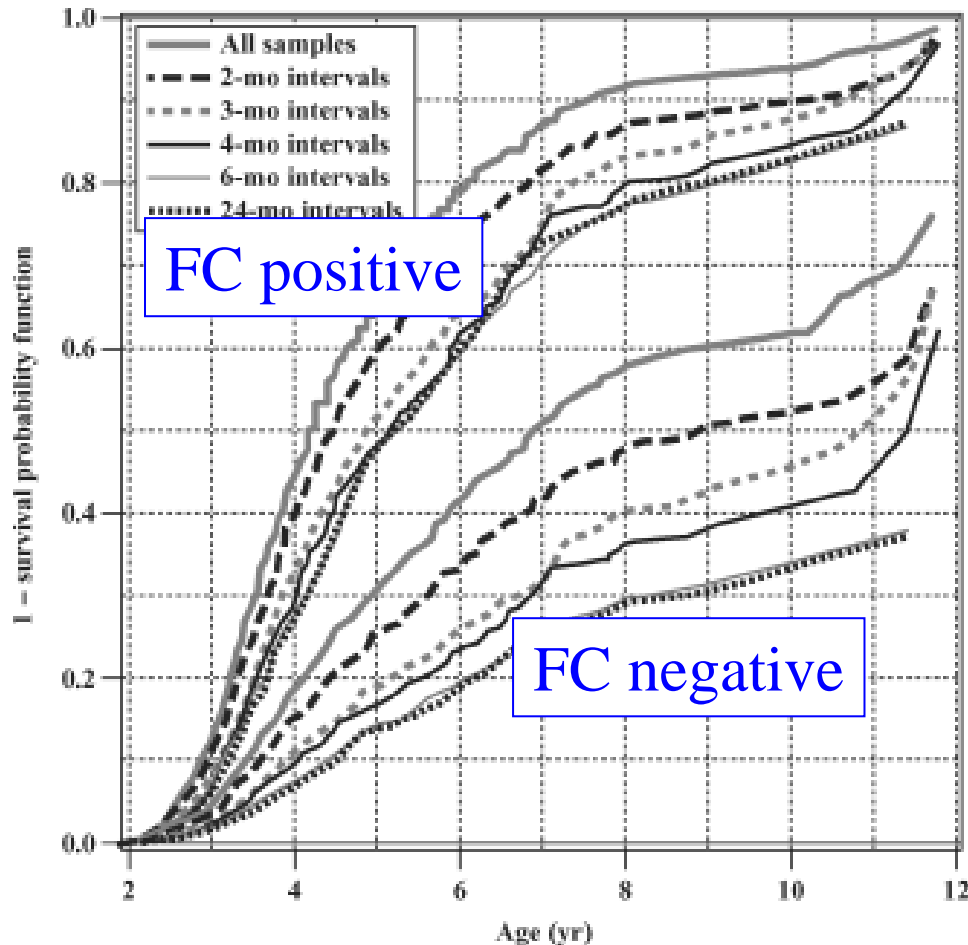 1.0
0.8
0.6
0.4
0.2
0.0
1 – survival probability function
All samples
2-mo intervals
3-mo intervals
4-mo intervals
6-mo intervals
24-mo intervals
FC positive
FC negative
2
4
6
8
10
12
Age (yr)